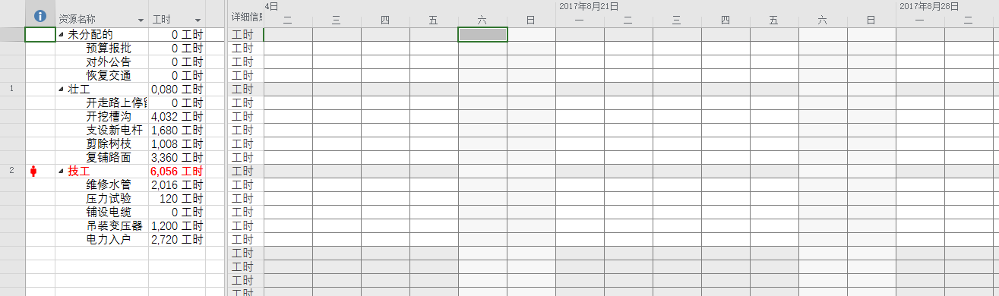 4日 2017年8月21日 2017年8月28日
资源名称 工时 详细信息 二 三 四 五 六 日 一 二 三 四 五 六 日 一 二
未分配的 0 工时 工时
预算报批 0 工时 工时
对外公告 0 工时 工时
恢复交通 0 工时 工时
1 壮工 0,080 工时 工时
开走路上停 0 工时 工时
开挖槽沟 4,032 工时 工时
支设新电杆 1,680 工时 工时
剪除树枝 1,008 工时 工时
复铺路面 3,360 工时 工时
2 技工 6,056 工时 工时
维修水管 2,016 工时 工时
压力试验 120 工时 工时
铺设电缆 0 工时 工时
吊装变压器 1,200 工时 工时
电力入户 2,720 工时 工时
工时
工时
工时
工时